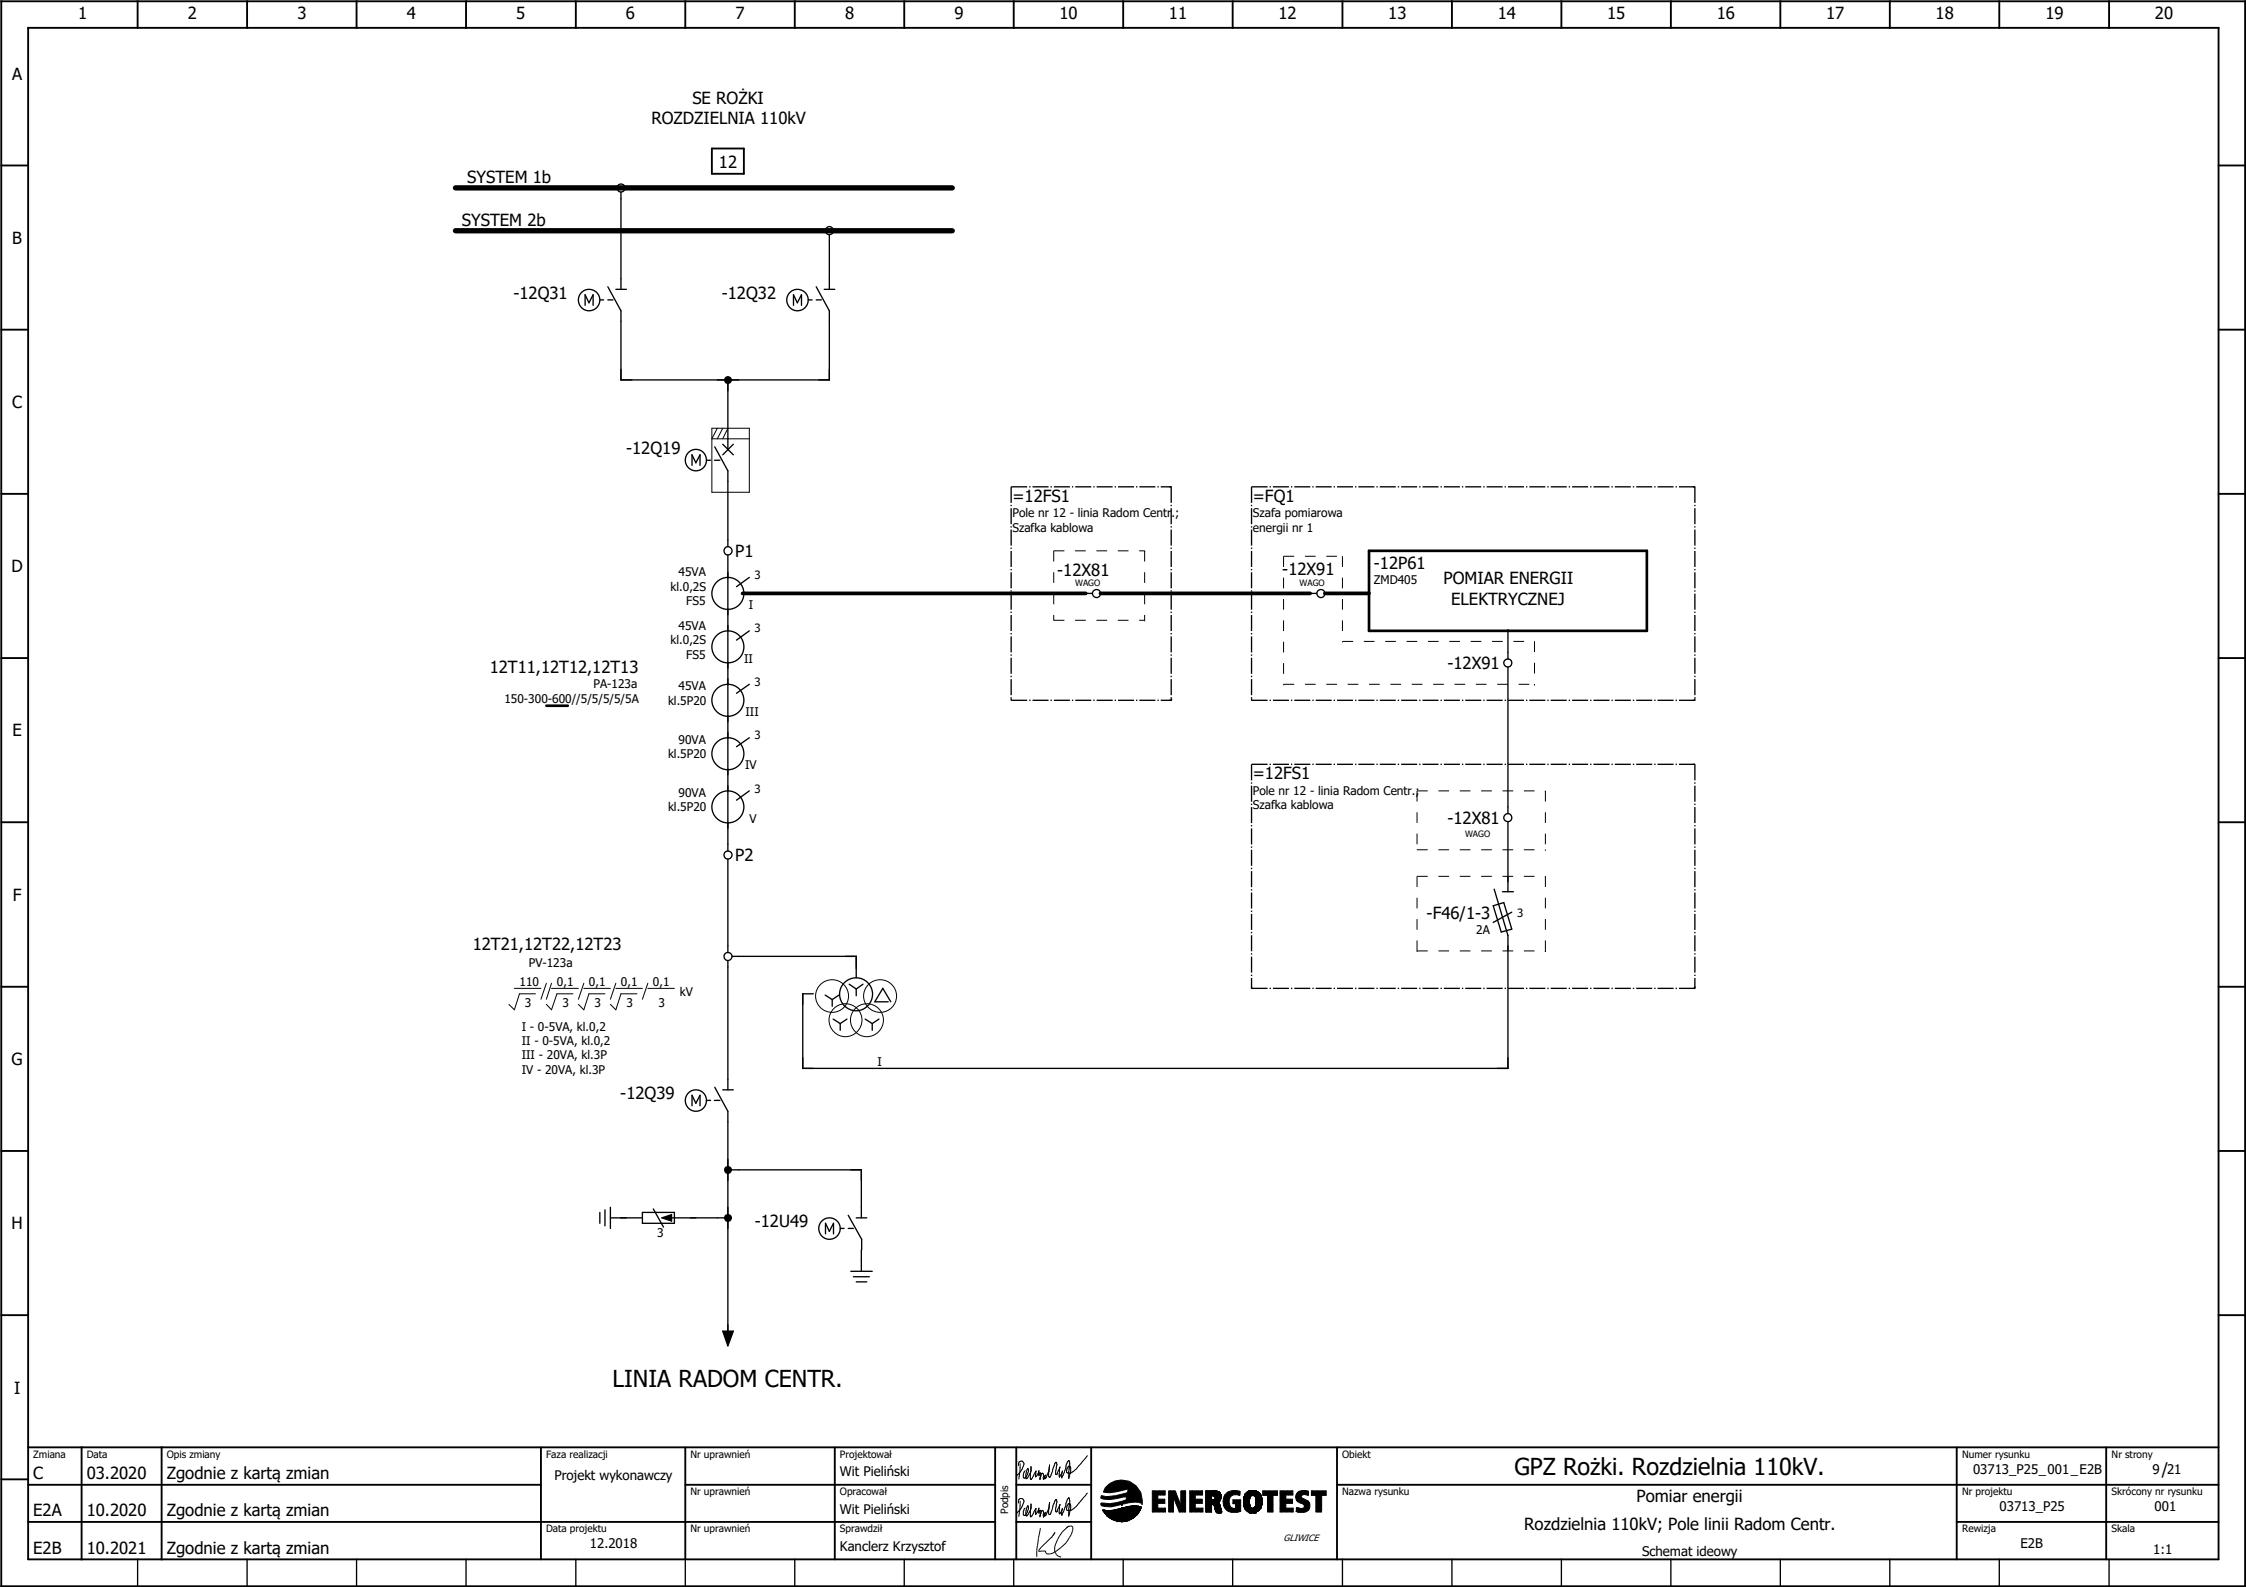 1 2 3 4 5 6 7 8 9 10 11 12 13 14 15 16 17 18 19 20
A
B
C
D
E
F
G
H
I
SE ROŻKI
ROZDZIELNIA 110kV
12
SYSTEM 1b
SYSTEM 2b
-12Q31
M
-12Q32
M
-12Q19
M
P1
45VA
kl.0,2S
FS5
3
I
45VA
kl.0,2S
FS5
3
II
12T11,12T12,12T13
PA-123a
150-300-600//5/5/5/5/5A
45VA
kl.5P20
3
III
90VA
kl.5P20
3
IV
90VA
kl.5P20
3
V
P2
=12FS1
Pole nr 12 - linia Radom Centr.;
Szafka kablowa
-12X81
WAGO
=FQ1
Szafa pomiarowa
energii nr 1
-12X91
WAGO
-12P61
ZMD405
POMIAR ENERGII
ELEKTRYCZNEJ
-12X91
=12FS1
Pole nr 12 - linia Radom Centr.;
Szafka kablowa
-12X81
WAGO
-F46/1-3
2A
3
12T21,12T22,12T23
PV-123a
110/√3 // 0,1/√3 / 0,1/√3 / 0,1/√3 / 0,1/3 kV
I - 0-5VA, kl.0,2
II - 0-5VA, kl.0,2
III - 20VA, kl.3P
IV - 20VA, kl.3P
I
-12Q39
M
3
-12U49
M
LINIA RADOM CENTR.
Zmiana Data Opis zmiany
C 03.2020 Zgodnie z kartą zmian
E2A 10.2020 Zgodnie z kartą zmian
E2B 10.2021 Zgodnie z kartą zmian
Faza realizacji
Projekt wykonawczy
Data projektu
12.2018
Nr uprawnień
Nr uprawnień
Nr uprawnień
Projektował
Wit Pieliński
Opracował
Wit Pieliński
Sprawdził
Kanclerz Krzysztof
Podpis
ENERGOTEST
GLIWICE
Obiekt
GPZ Rożki. Rozdzielnia 110kV.
Nazwa rysunku
Pomiar energii
Rozdzielnia 110kV; Pole linii Radom Centr.
Schemat ideowy
Numer rysunku
03713_P25_001_E2B
Nr strony
9/21
Nr projektu
03713_P25
Skrócony nr rysunku
001
Rewizja
E2B
Skala
1:1